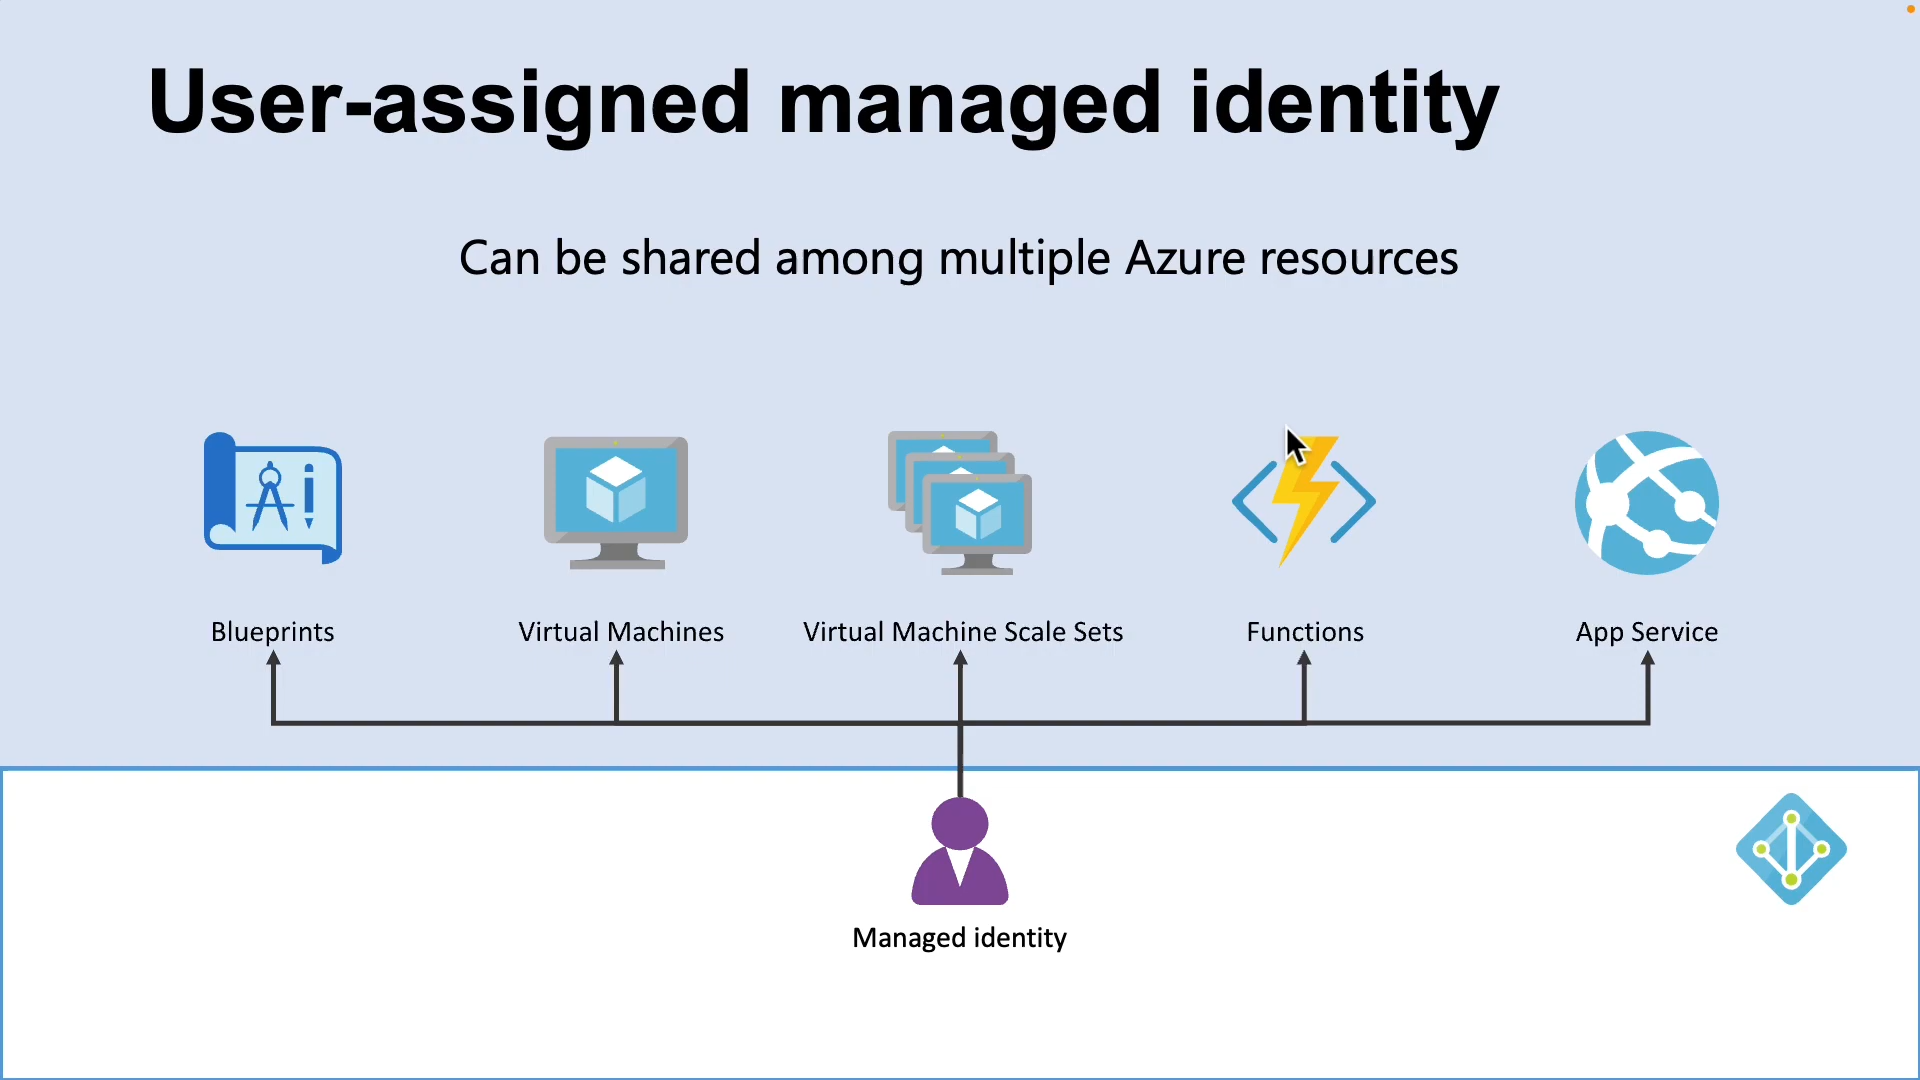 User-assigned managed identity
Can be shared among multiple Azure resources
Blueprints
Virtual Machines
Virtual Machine Scale Sets
Functions
App Service
Managed identity